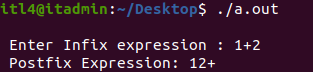 itl4@itadmin:~/Desktop$ ./a.out
Enter Infix expression : 1+2
Postfix Expression: 12+